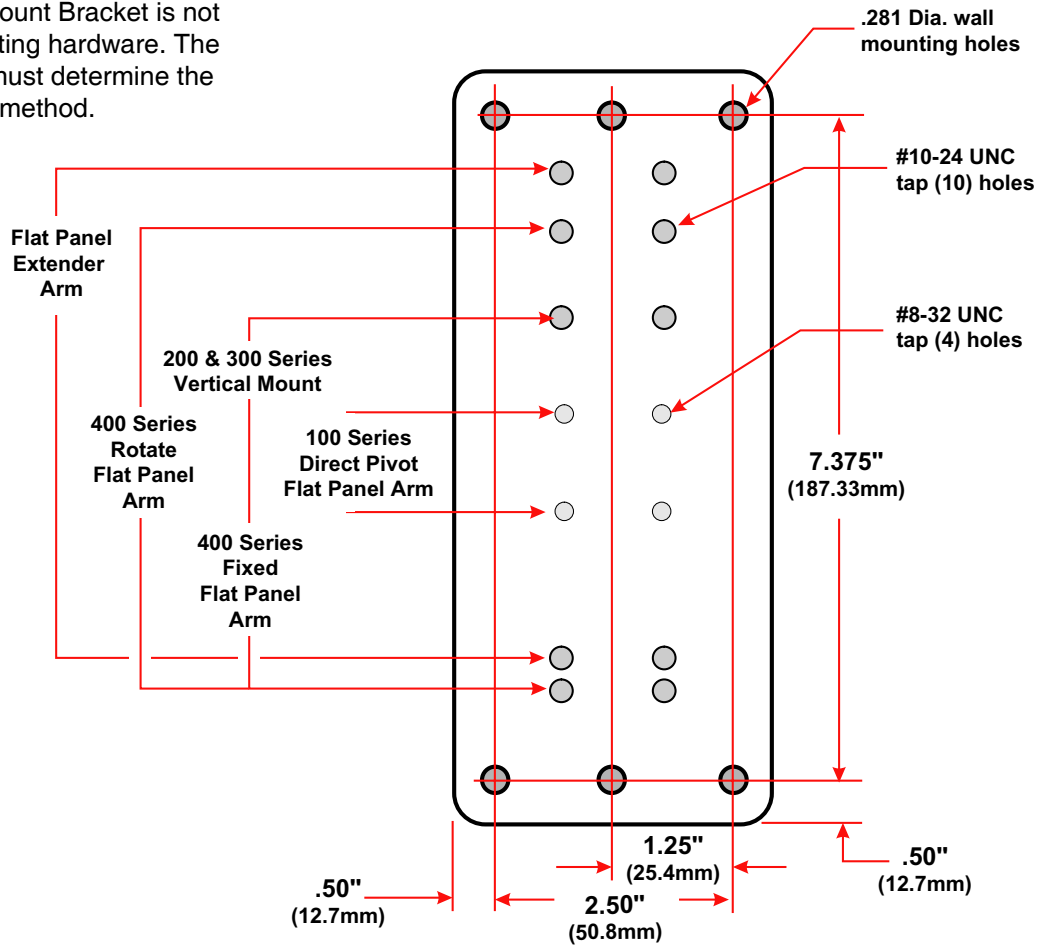 ount Bracket is not
ting hardware. The
must determine the
method.
.281 Dia. wall
mounting holes
#10-24 UNC
tap (10) holes
Flat Panel
Extender
Arm
#8-32 UNC
tap (4) holes
200 & 300 Series
Vertical Mount
400 Series
Rotate
Flat Panel
Arm
100 Series
Direct Pivot
Flat Panel Arm
7.375"
(187.33mm)
400 Series
Fixed
Flat Panel
Arm
1.25"
(25.4mm)
.50"
(12.7mm)
.50"
(12.7mm)
2.50"
(50.8mm)